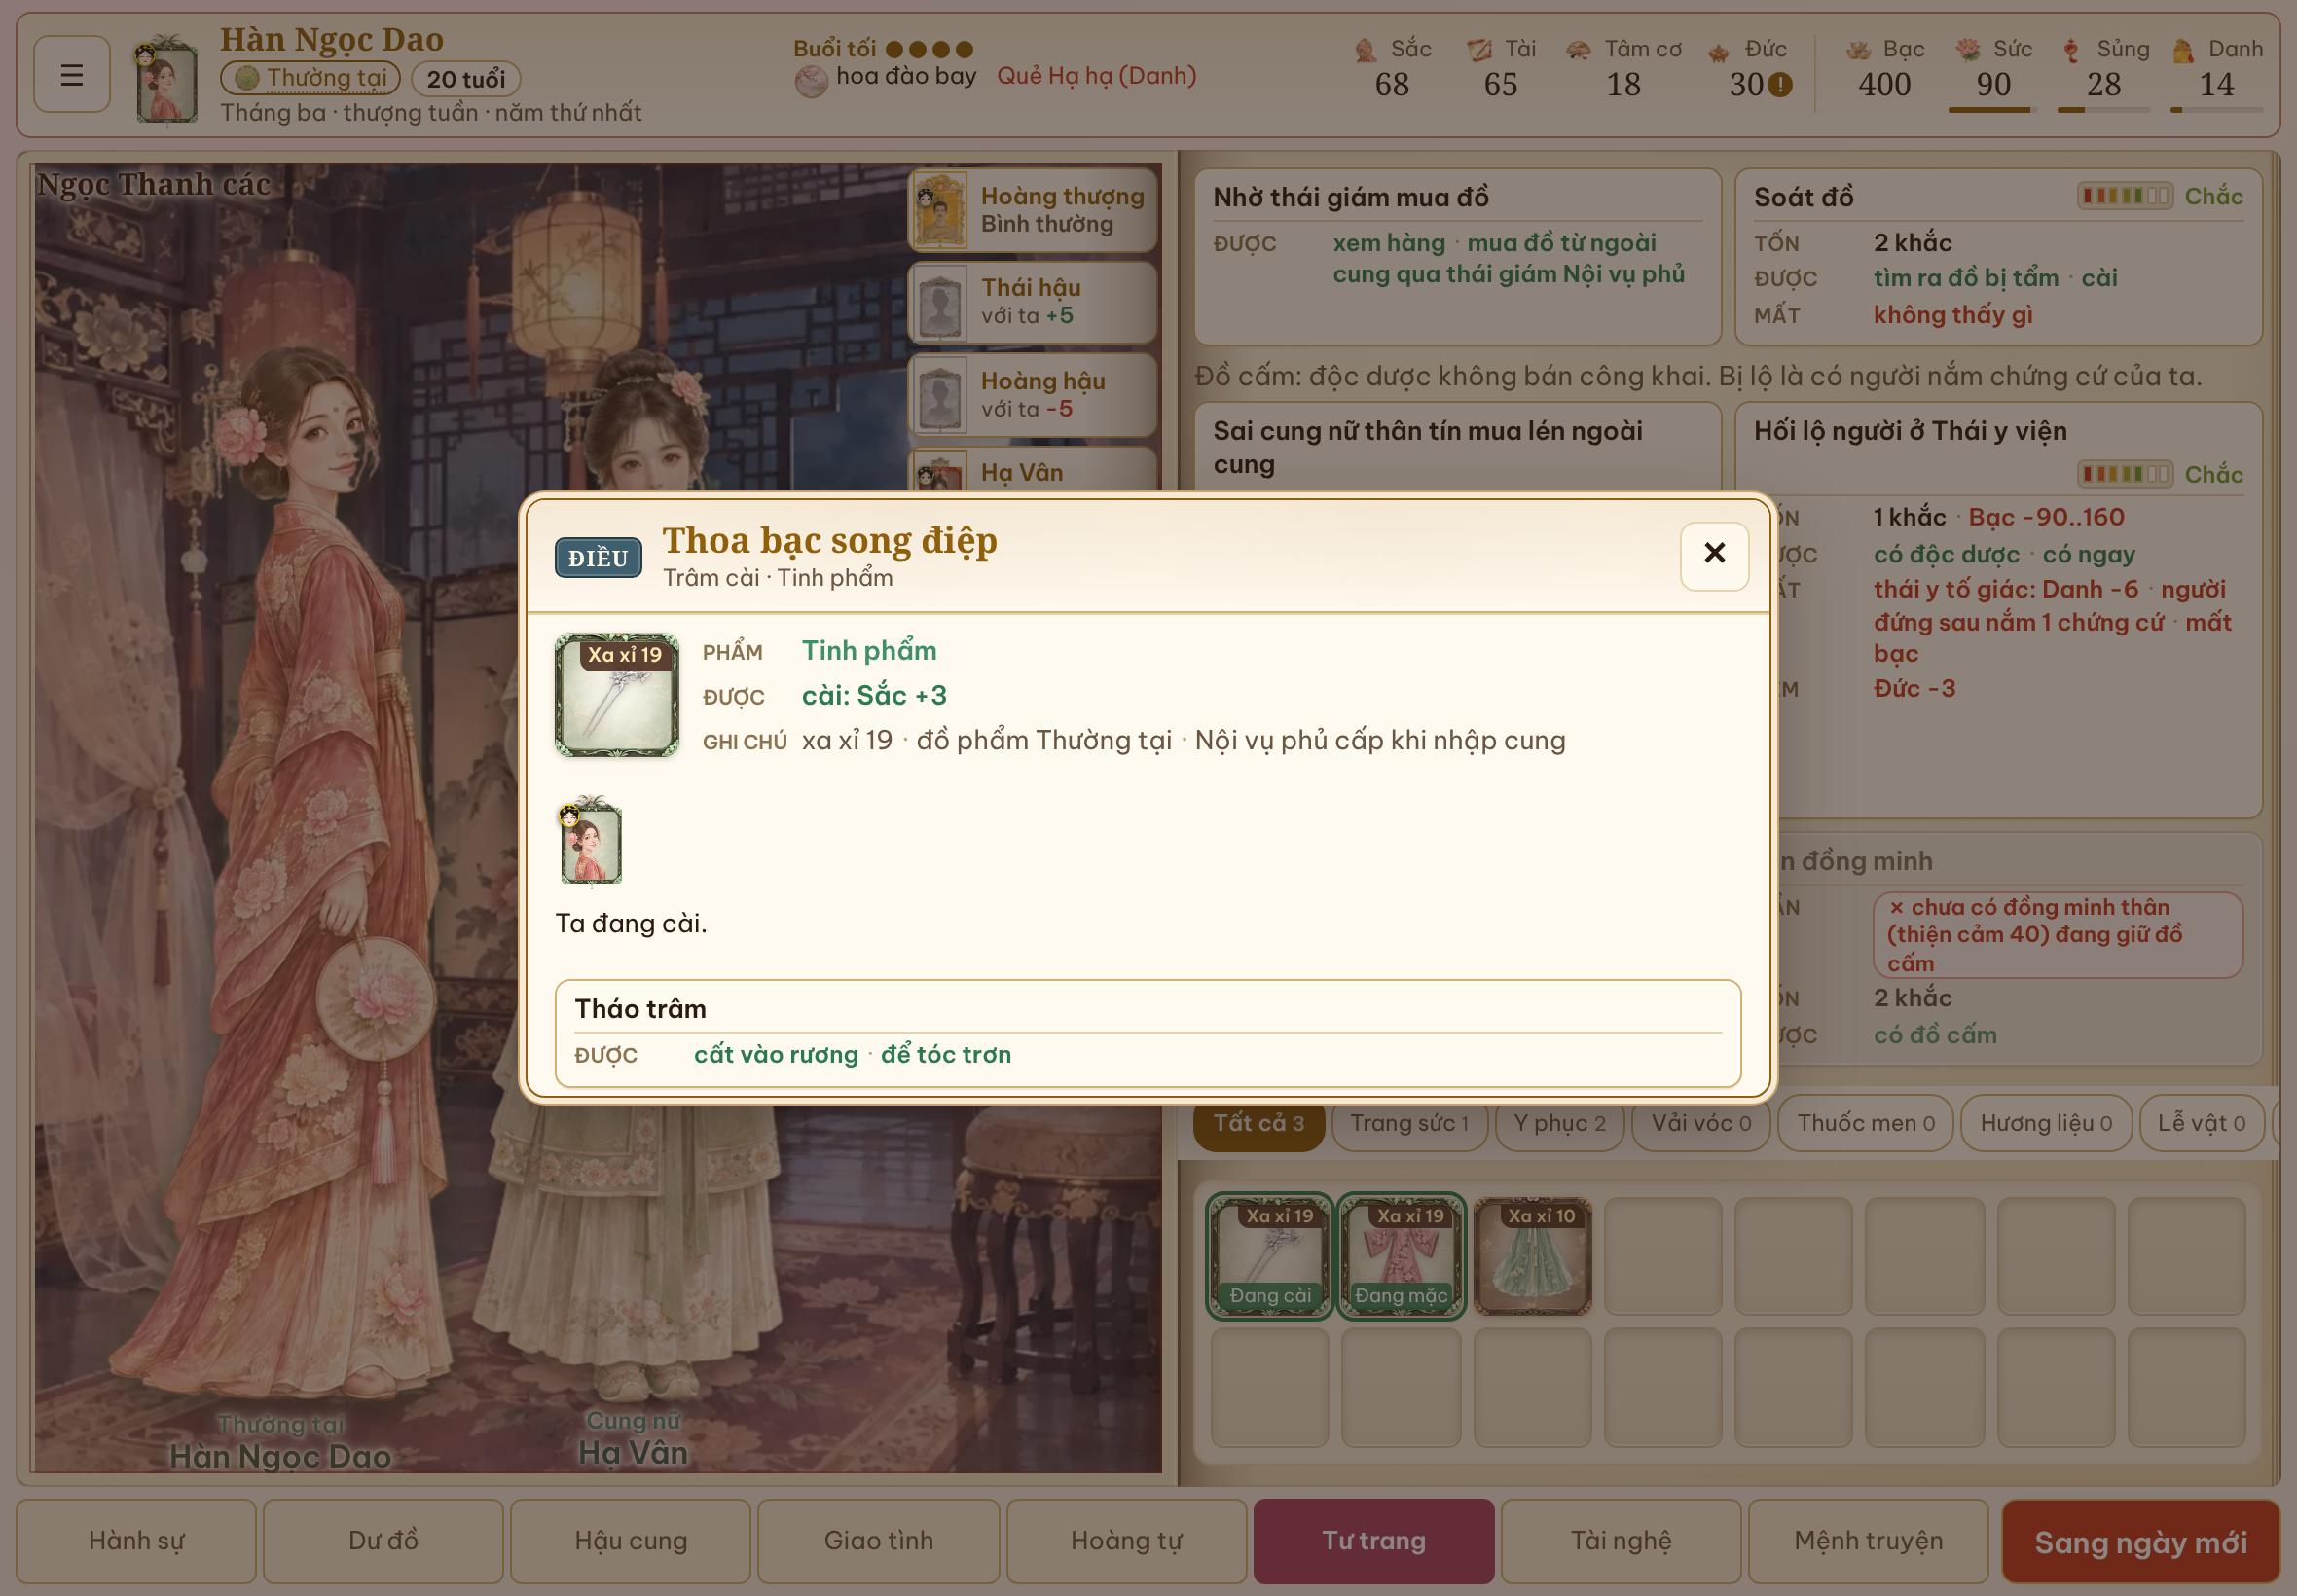 ☰
Hàn Ngọc Dao
Thường tại
20 tuổi
Tháng ba · thượng tuần · năm thứ nhất
Buổi tối
hoa đào bay
Quẻ Hạ hạ (Danh)
Sắc
68
Tài
65
Tâm cơ
18
Đức
30 !
Bạc
400
Sức
90
Sủng
28
Danh
14
Ngọc Thanh các
Hoàng thượng
Bình thường
Thái hậu
với ta +5
Hoàng hậu
với ta -5
Hạ Vân
Thường tại
Hàn Ngọc Dao
Cung nữ
Hạ Vân
Nhờ thái giám mua đồ
ĐƯỢC xem hàng · mua đồ từ ngoài
cung qua thái giám Nội vụ phủ
Soát đồ
Chắc
TỐN 2 khắc
ĐƯỢC tìm ra đồ bị tẩm · cài
MẤT không thấy gì
Đồ cấm: độc dược không bán công khai. Bị lộ là có người nắm chứng cứ của ta.
Sai cung nữ thân tín mua lén ngoài
cung
Hối lộ người ở Thái y viện
Chắc
1 khắc · Bạc -90..160
có độc dược · có ngay
thái y tố giác: Danh -6 · người
đứng sau nắm 1 chứng cứ · mất
bạc
Đức -3
đồng minh
× chưa có đồng minh thân
(thiện cảm 40) đang giữ đồ
cấm
2 khắc
có đồ cấm
ĐIỀU
Thoa bạc song điệp
Trâm cài · Tinh phẩm
×
Xa xỉ 19
PHẨM Tinh phẩm
ĐƯỢC cài: Sắc +3
GHI CHÚ xa xỉ 19 · đồ phẩm Thường tại · Nội vụ phủ cấp khi nhập cung
Ta đang cài.
Tháo trâm
ĐƯỢC cất vào rương · để tóc trơn
Tất cả 3
Trang sức 1
Y phục 2
Vải vóc 0
Thuốc men 0
Hương liệu 0
Lễ vật 0
Xa xỉ 19
Đang cài
Xa xỉ 19
Đang mặc
Xa xỉ 10
Hành sự
Dư đồ
Hậu cung
Giao tình
Hoàng tự
Tư trang
Tài nghệ
Mệnh truyện
Sang ngày mới